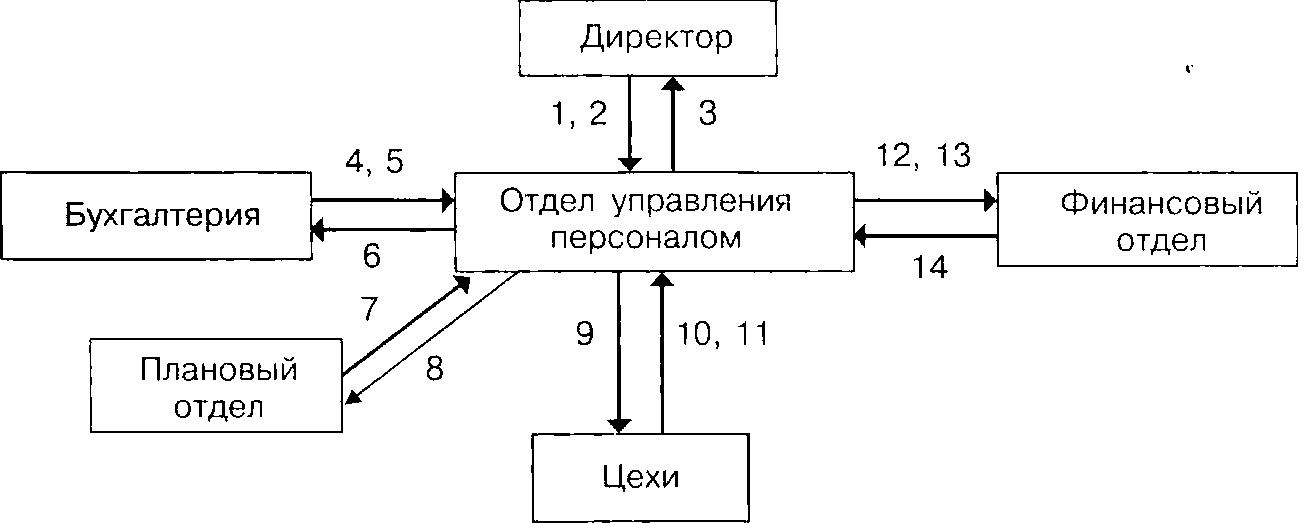 Директор
1, 2
3
4, 5
12, 13
Бухгалтерия
Отдел управления
персоналом
Финансовый
отдел
6
14
7
9
10, 11
8
Плановый
отдел
Цехи